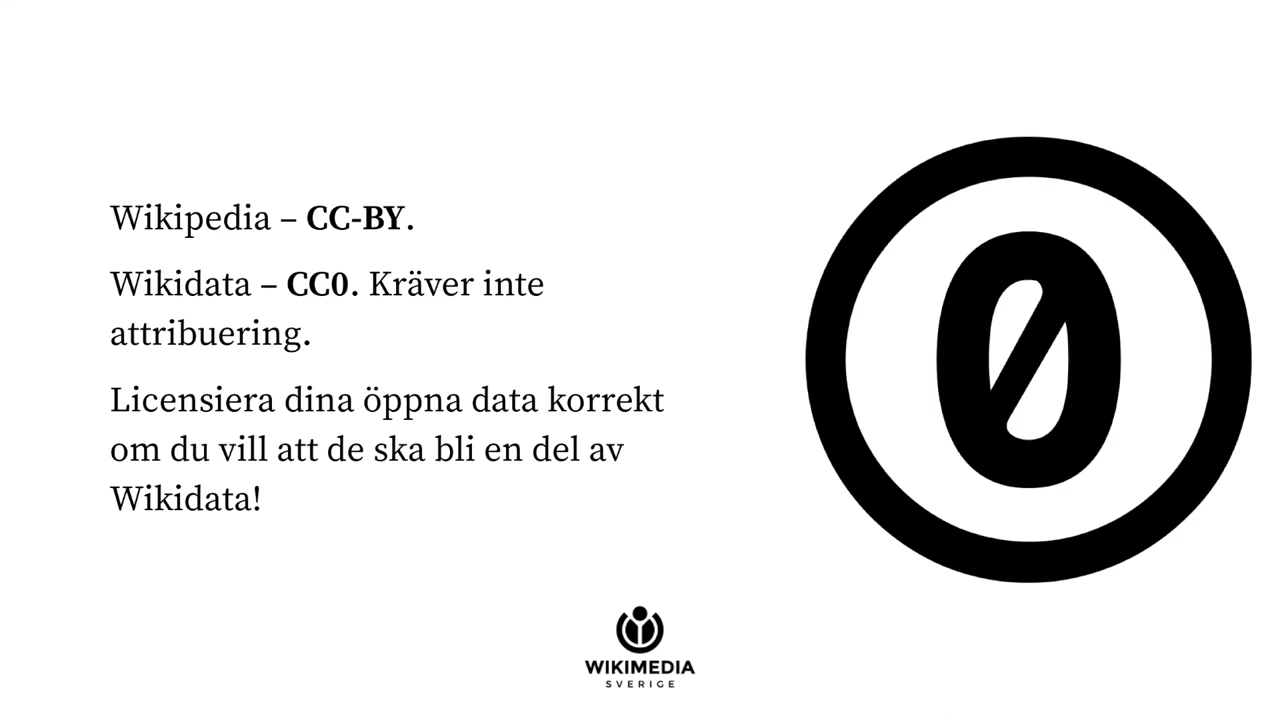 Wikipedia – CC-BY.
Wikidata – CC0. Kräver inte
attribuering.
Licensiera dina öppna data korrekt
om du vill att de ska bli en del av
Wikidata!
0
WIKIMEDIA
SVERIGE